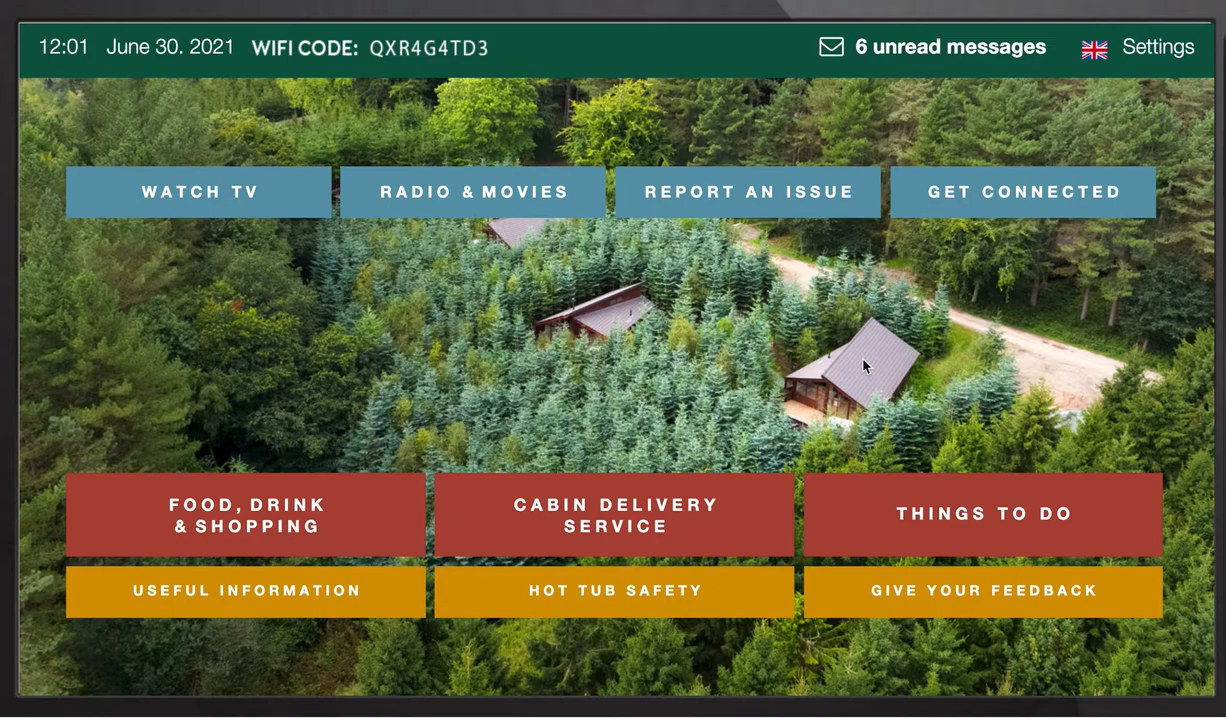 12:01 June 30. 2021 WIFI CODE: QXR4G4TD3 6 unread messages Settings
WATCH TV RADIO & MOVIES REPORT AN ISSUE GET CONNECTED
FOOD, DRINK
& SHOPPING
CABIN DELIVERY
SERVICE
THINGS TO DO
USEFUL INFORMATION HOT TUB SAFETY GIVE YOUR FEEDBACK